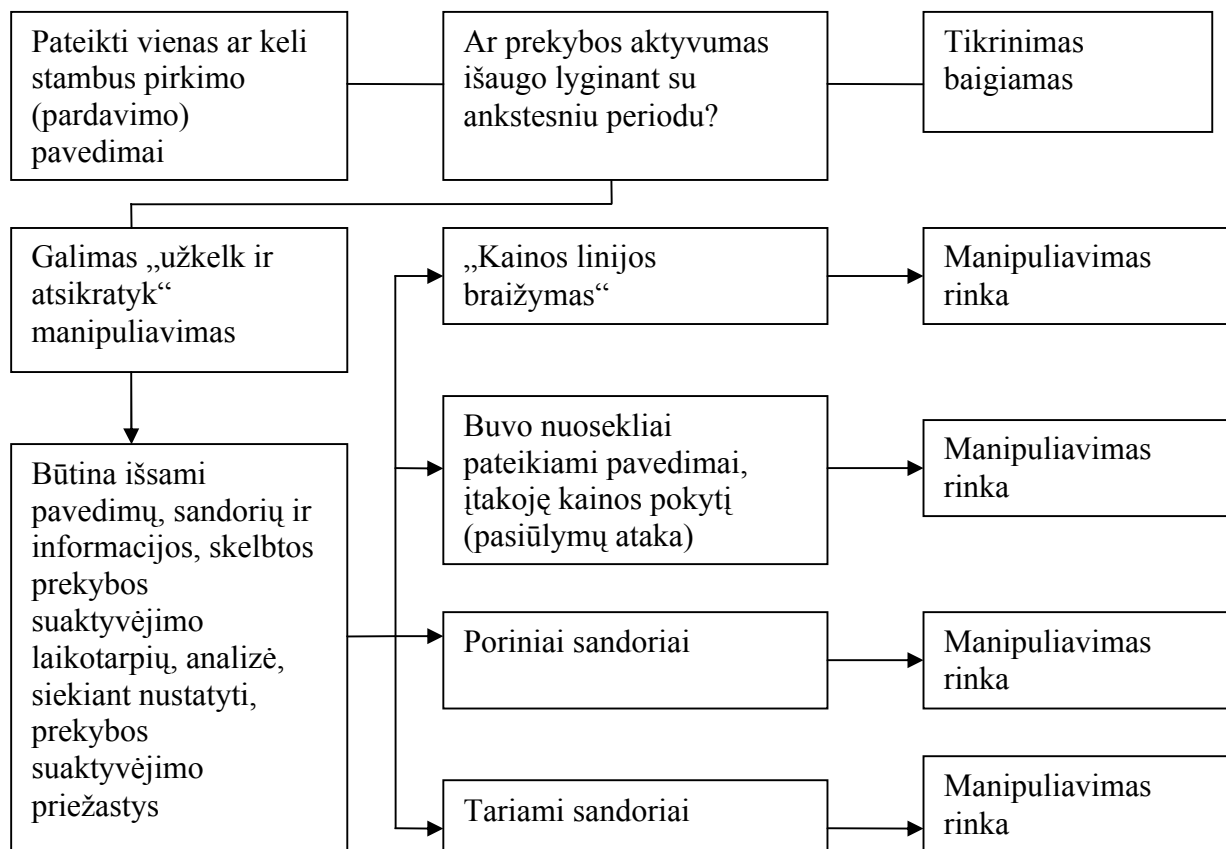 Pateikti vienas ar keli
stambus pirkimo
(pardavimo)
pavedimai
Ar prekybos aktyvumas
išaugo lyginant su
ankstesniu periodu?
Tikrinimas
baigiamas
Galimas „užkelk ir
atsikratyk“
manipuliavimas
„Kainos linijos
braižymas“
Manipuliavimas
rinka
Būtina išsami
pavedimų, sandorių ir
informacijos, skelbtos
prekybos
suaktyvėjimo
laikotarpių, analizė,
siekiant nustatyti,
prekybos
suaktyvėjimo
priežastys
Buvo nuosekliai
pateikiami pavedimai,
įtakoję kainos pokytį
(pasiūlymų ataka)
Manipuliavimas
rinka
Poriniai sandoriai
Manipuliavimas
rinka
Tariami sandoriai
Manipuliavimas
rinka